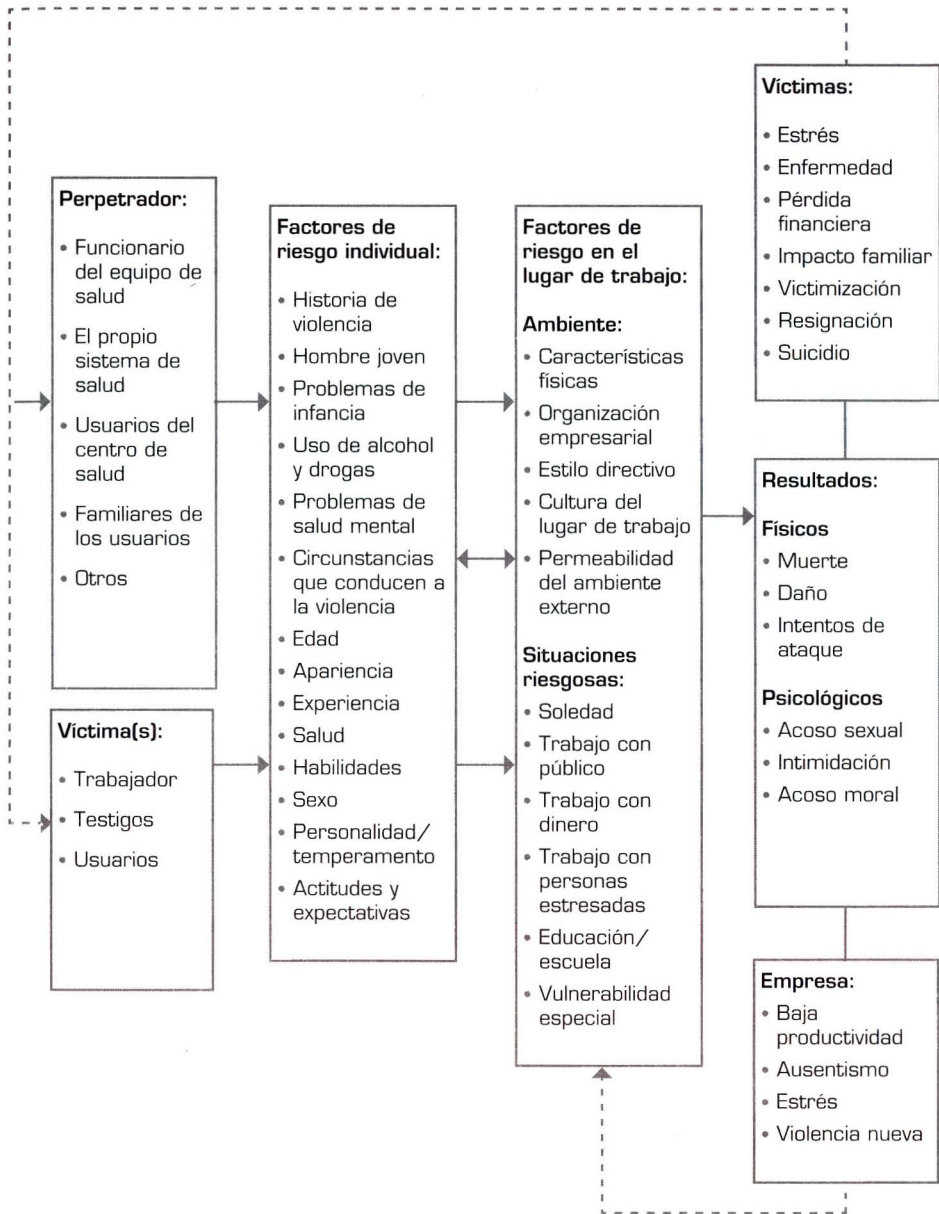 Perpetrador:
• Funcionario
del equipo de
salud
• El propio
sistema de
salud
• Usuarios del
centro de
salud
• Familiares de
los usuarios
• Otros
Víctima(s):
• Trabajador
• Testigos
• Usuarios
Factores de
riesgo individual:
• Historia de
violencia
• Hombre joven
• Problemas de
infancia
• Uso de alcohol
y drogas
• Problemas de
salud mental
• Circunstancias
que conducen a
la violencia
• Edad
• Apariencia
• Experiencia
• Salud
• Habilidades
• Sexo
• Personalidad/
temperamento
• Actitudes y
expectativas
Factores de
riesgo en el
lugar de trabajo:
Ambiente:
• Características
físicas
• Organización
empresarial
• Estilo directivo
• Cultura del
lugar de trabajo
• Permeabilidad
del ambiente
externo
Situaciones
riesgosas:
• Soledad
• Trabajo con
público
• Trabajo con
dinero
• Trabajo con
personas
estresadas
• Educación/
escuela
• Vulnerabilidad
especial
Víctimas:
• Estrés
• Enfermedad
• Pérdida
financiera
• Impacto familiar
• Victimización
• Resignación
• Suicidio
Resultados:
Físicos
• Muerte
• Daño
• Intentos de
ataque
Psicológicos
• Acoso sexual
• Intimidación
• Acoso moral
Empresa:
• Baja
productividad
• Ausentismo
• Estrés
• Violencia nueva